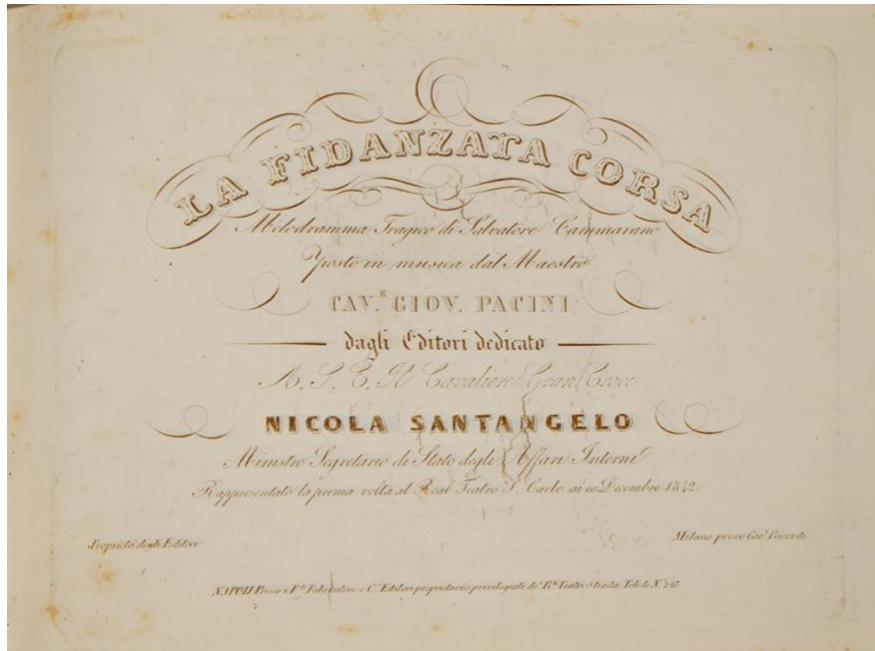 LA FIDANZATA CORSA
Melodramma Tragico di Salvatore Cammarano
Posto in musica dal Maestro
CAV.E GIOV. PACINI
dagli Editori dedicato
A. S. E. Il Cavaliere Gran Croce
NICOLA SANTANGELO
Ministro Segretario di Stato degli Affari Interni
Rappresentato la prima volta al Real Teatro S. Carlo ai 10 Decembre 1842.
Proprietà degli Editori
Milano presso Gio. Ricordi
NAPOLI Presso Editori proprietarii privilegiati de' Rli. Teatri Strada Toledo N.